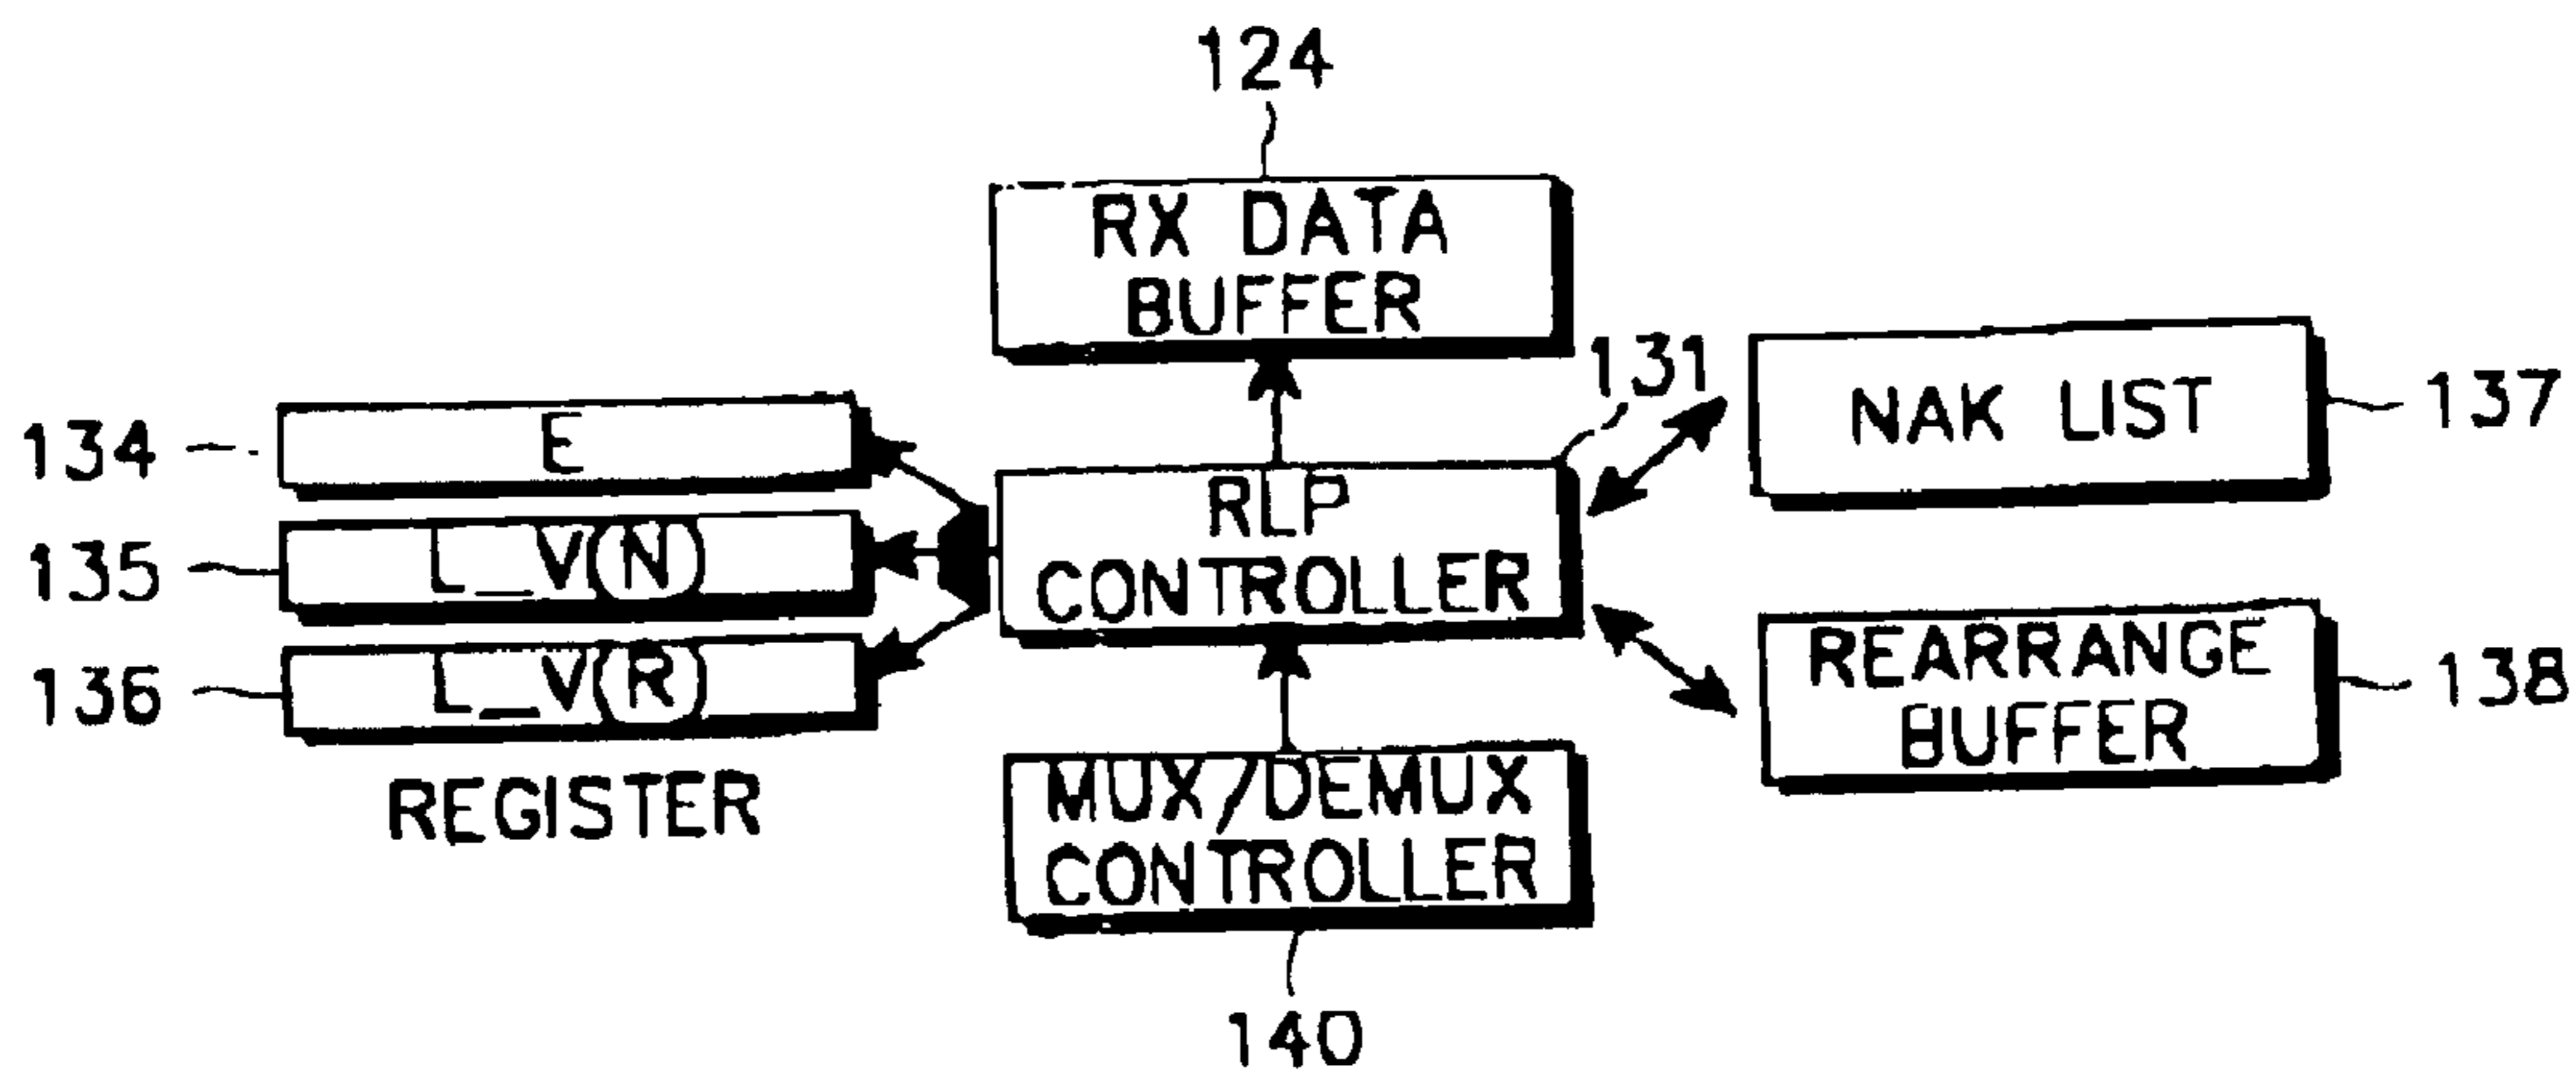 124
RX DATA
BUFFER
131
NAK LIST
137
134
E
RLP
CONTROLLER
135
L_V(N)
136
L_V(R)
REARRANGE
BUFFER
138
REGISTER
MUX/DEMUX
CONTROLLER
140